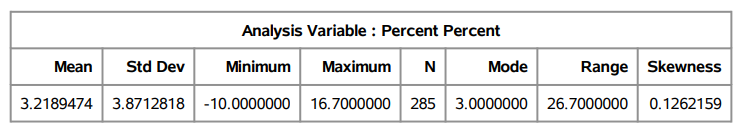 Analysis Variable : Percent Percent
Mean Std Dev Minimum Maximum N Mode Range Skewness
3.2189474 3.8712818 -10.0000000 16.7000000 285 3.0000000 26.7000000 0.1262159